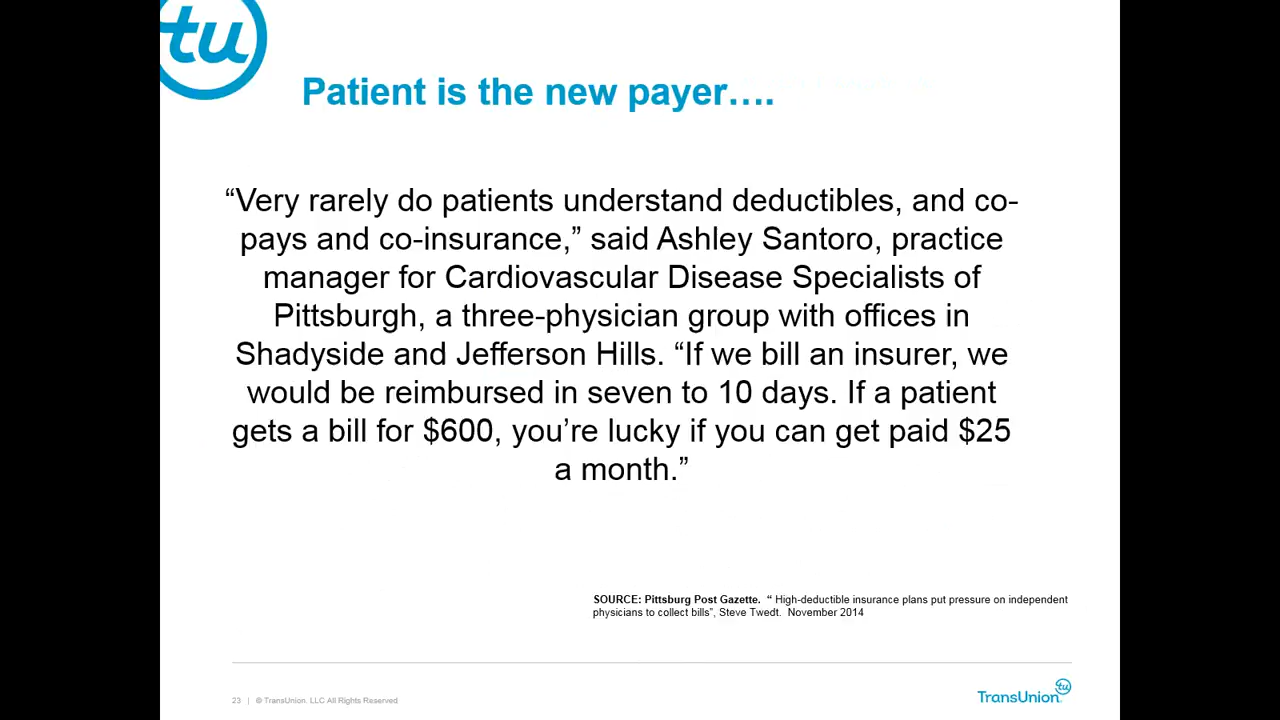 tu
Patient is the new payer….
“Very rarely do patients understand deductibles, and co-
pays and co-insurance,” said Ashley Santoro, practice
manager for Cardiovascular Disease Specialists of
Pittsburgh, a three-physician group with offices in
Shadyside and Jefferson Hills. “If we bill an insurer, we
would be reimbursed in seven to 10 days. If a patient
gets a bill for $600, you’re lucky if you can get paid $25
a month.”
SOURCE: Pittsburg Post Gazette. “ High-deductible insurance plans put pressure on independent
physicians to collect bills”, Steve Twedt. November 2014
23 | © TransUnion. LLC All Rights Reserved
TransUnion
tu